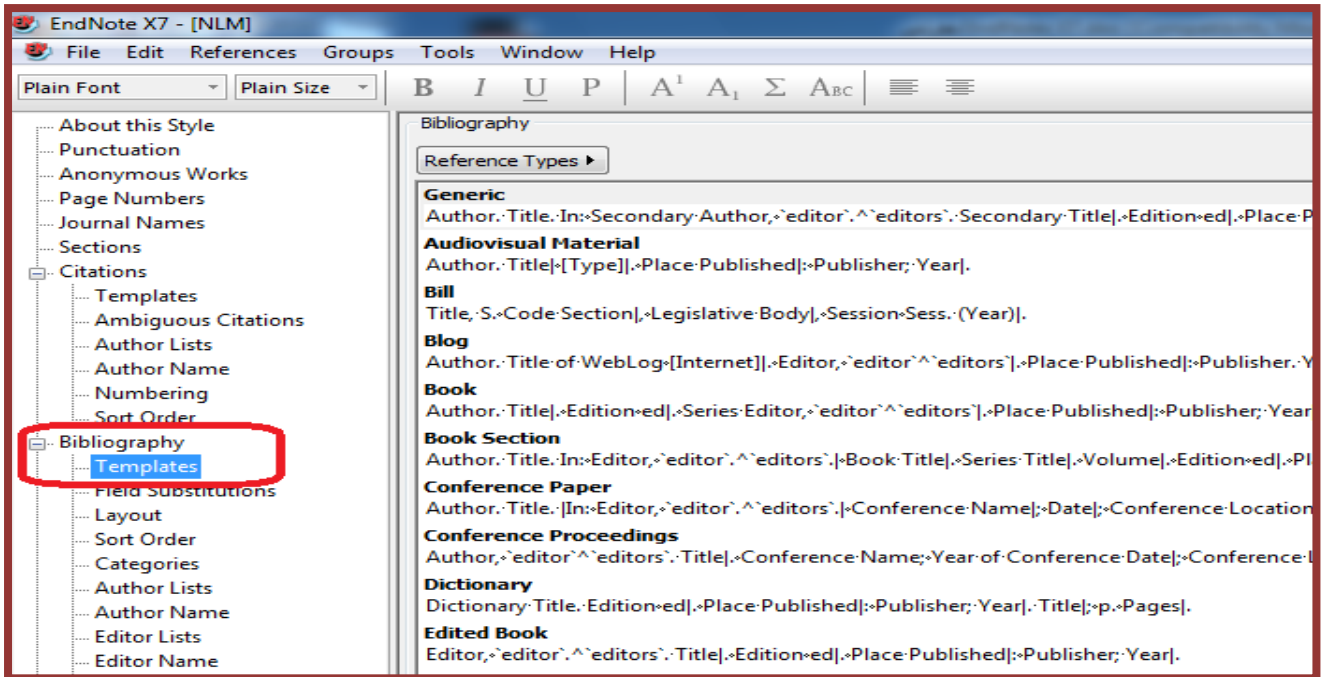 EndNote X7 - [NLM]
File Edit References Groups Tools Window Help
Plain Font Plain Size B I U P A¹ A₁ Σ ABC
About this Style
Punctuation
Anonymous Works
Page Numbers
Journal Names
Sections
Citations
Templates
Ambiguous Citations
Author Lists
Author Name
Numbering
Sort Order
Bibliography
Templates
Field Substitutions
Layout
Sort Order
Categories
Author Lists
Author Name
Editor Lists
Editor Name
Bibliography
Reference Types
Generic
Author.·Title.·In:◦Secondary·Author,◦`editor`.^`editors`.·Secondary·Title|.◦Edition◦ed|.◦Place·P
Audiovisual Material
Author.·Title|◦[Type]|.◦Place·Published|:◦Publisher;·Year|.
Bill
Title,·S.◦Code·Section|,◦Legislative·Body|,◦Session◦Sess.·(Year)|.
Blog
Author.·Title·of·WebLog◦[Internet]|.◦Editor,◦`editor`^`editors`|.◦Place·Published|:◦Publisher.·Y
Book
Author.·Title|.◦Edition◦ed|.◦Series·Editor,◦`editor`^`editors`|.◦Place·Published|:◦Publisher;·Year
Book Section
Author.·Title.·In:◦Editor,◦`editor`.^`editors`.|◦Book·Title|.◦Series·Title|.◦Volume|.◦Edition◦ed|.◦Pl
Conference Paper
Author.·Title.·|In:◦Editor,◦`editor`.^`editors`.|◦Conference·Name|;◦Date|;◦Conference·Location
Conference Proceedings
Author,◦`editor`^`editors`.·Title|.◦Conference·Name;◦Year·of·Conference·Date|;◦Conference·L
Dictionary
Dictionary·Title.·Edition◦ed|.◦Place·Published|:◦Publisher;·Year|.·Title|;◦p.◦Pages|.
Edited Book
Editor,◦`editor`.^`editors`.·Title|.◦Edition◦ed|.◦Place·Published|:◦Publisher;·Year|.